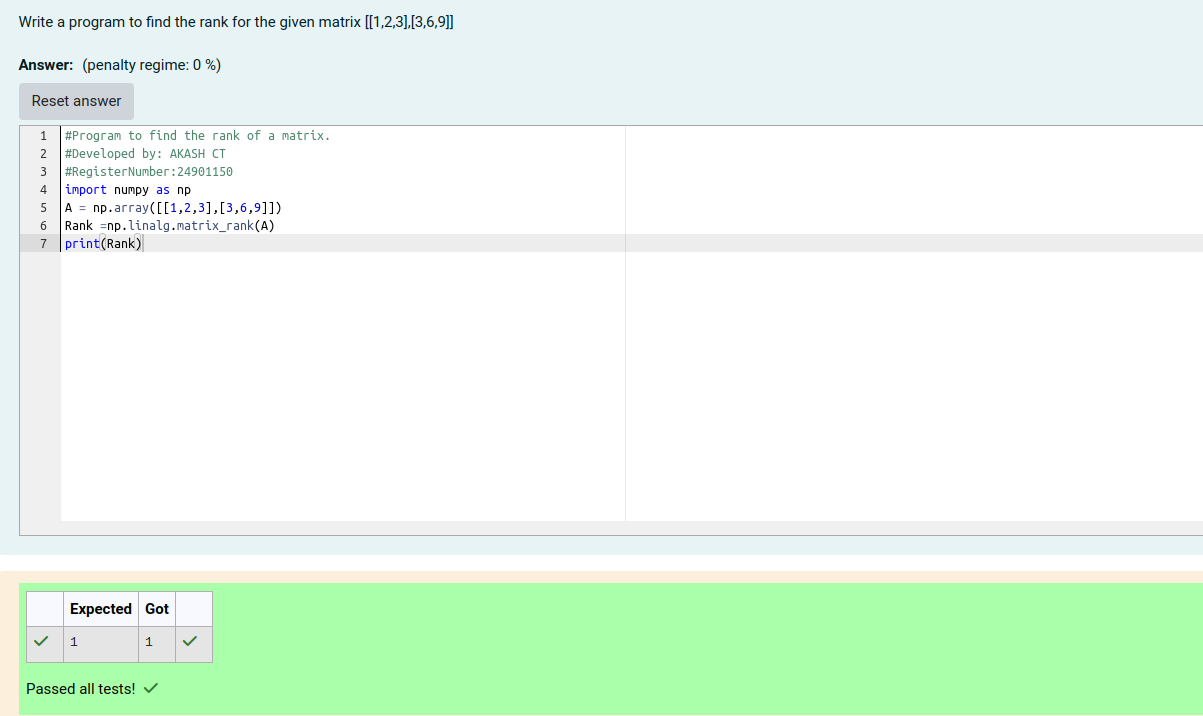 Write a program to find the rank for the given matrix [[1,2,3],[3,6,9]]
Answer: (penalty regime: 0 %)
Reset answer
1 #Program to find the rank of a matrix.
2 #Developed by: AKASH CT
3 #RegisterNumber:24901150
4 import numpy as np
5 A = np.array([[1,2,3],[3,6,9]])
6 Rank =np.linalg.matrix_rank(A)
7 print(Rank)
Expected Got
1 1
Passed all tests!